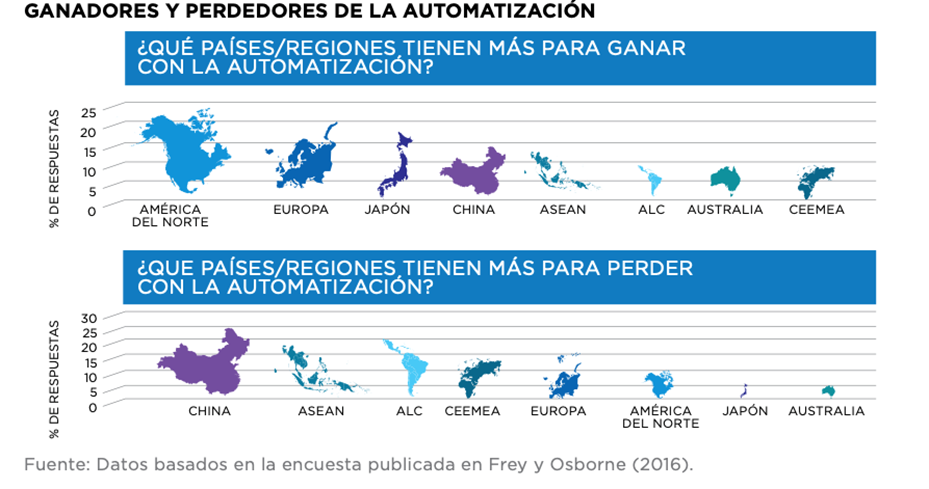 GANADORES Y PERDEDORES DE LA AUTOMATIZACIÓN
¿QUÉ PAÍSES/REGIONES TIENEN MÁS PARA GANAR
CON LA AUTOMATIZACIÓN?
% DE RESPUESTAS
25
20
15
10
5
0
AMÉRICA
DEL NORTE
EUROPA
JAPÓN
CHINA
ASEAN
ALC
AUSTRALIA
CEEMEA
¿QUE PAÍSES/REGIONES TIENEN MÁS PARA PERDER
CON LA AUTOMATIZACIÓN?
% DE RESPUESTAS
30
25
20
15
10
5
0
CHINA
ASEAN
ALC
CEEMEA
EUROPA
AMÉRICA
DEL NORTE
JAPÓN
AUSTRALIA
Fuente: Datos basados en la encuesta publicada en Frey y Osborne (2016).